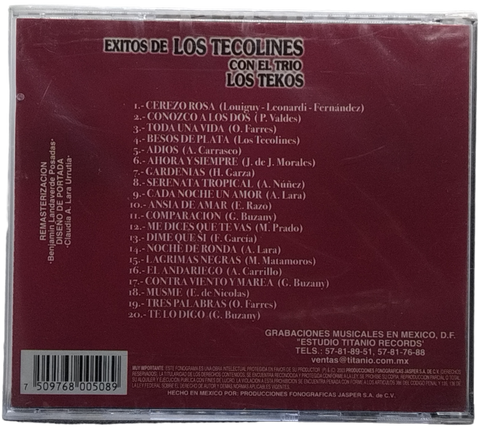 EXITOS DE LOS TECOLINES
CON EL TRIO
LOS TEKOS
1.- CEREZO ROSA (Louiguy - Leonardi - Fernández)
2.- CONOZCO A LOS DOS (P. Valdes)
3.- TODA UNA VIDA (O. Farres)
4.- BESOS DE PLATA (Los Tecolines)
5.- ADIOS (A. Carrasco)
6.- AHORA Y SIEMPRE (J. de J. Morales)
7.- GARDENIAS (H. Garza)
8.- SERENATA TROPICAL (A. Núñez)
9.- CADA NOCHE UN AMOR (A. Lara)
10.- ANSIA DE AMAR (E. Razo)
11.- COMPARACION (G. Buzany)
12.- ME DICES QUE TE VAS (M. Prado)
13.- DIME QUE SI (E. García)
14.- NOCHE DE RONDA (A. Lara)
15.- LAGRIMAS NEGRAS (M. Matamoros)
16.- EL ANDARIEGO (A. Carrillo)
17.- CONTRA VIENTO Y MAREA (G. Buzany)
18.- MUSME (E. de Nicolas)
19.- TRES PALABRAS (O. Farres)
20.- TE LO DIGO (G. Buzany)
REMASTERIZACION
-Benjamin Landaverde Posadas-
DISEÑO DE PORTADA
-Claudia A. Lara Urrutia-
GRABACIONES MUSICALES EN MEXICO, D.F.
"ESTUDIO TITANIO RECORDS"
TELS.: 57-81-89-51, 57-81-76-88
ventas@titanio.com.mx
7 509768 005089
HECHO EN MEXICO POR: PRODUCCIONES FONOGRAFICAS JASPER S.A. de C.V.